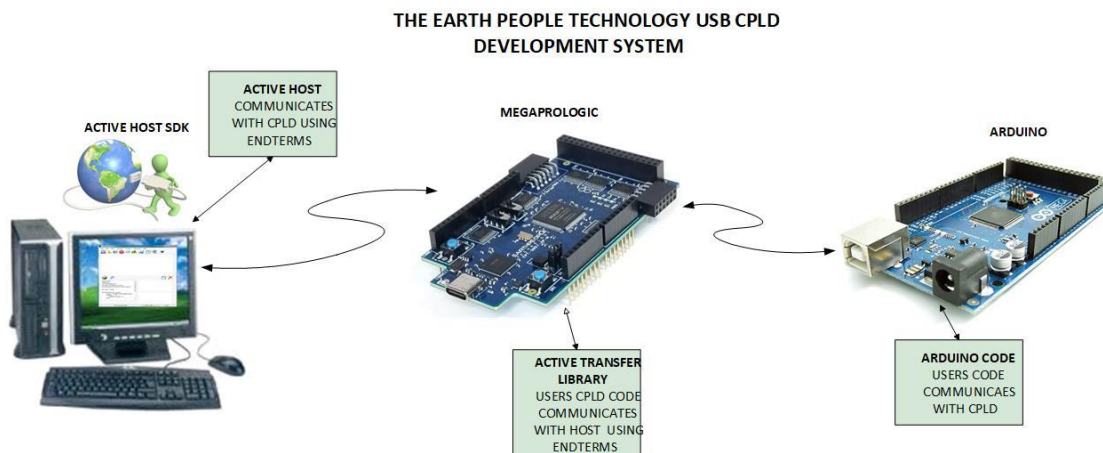 THE EARTH PEOPLE TECHNOLOGY USB CPLD
DEVELOPMENT SYSTEM
ACTIVE HOST
COMMUNICATES
WITH CPLD USING
ENDTERMS
ACTIVE HOST SDK
MEGAPROLOGIC
ARDUINO
ACTIVE TRANSFER
LIBRARY
USERS CPLD CODE
COMMUNICATES
WITH HOST USING
ENDTERMS
ARDUINO CODE
USERS CODE
COMMUNICAES
WITH CPLD